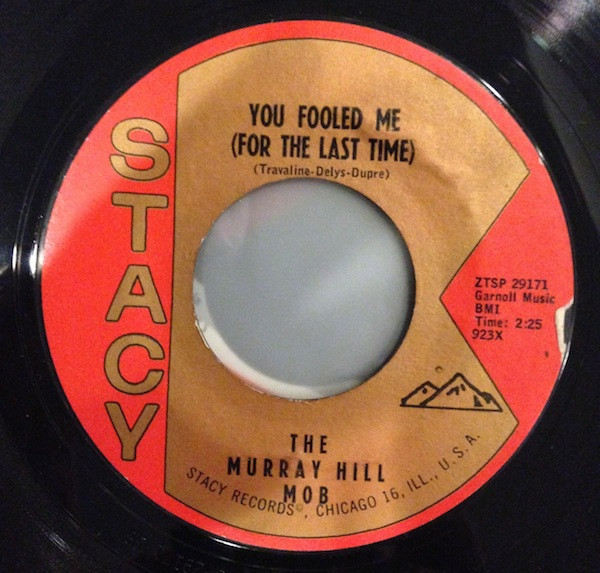 STACY
YOU FOOLED ME
(FOR THE LAST TIME)
(Travaline-Delys-Dupre)
ZTSP 29171
Garnoll Music
BMI
Time: 2:25
923X
THE
MURRAY HILL
MOB
STACY RECORDS©, CHICAGO 16, ILL., U.S.A.